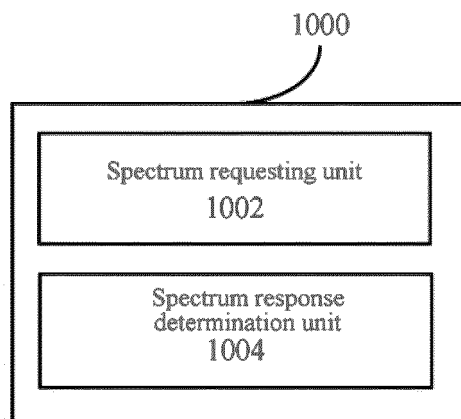 1000
Spectrum requesting unit
1002
Spectrum response
determination unit
1004